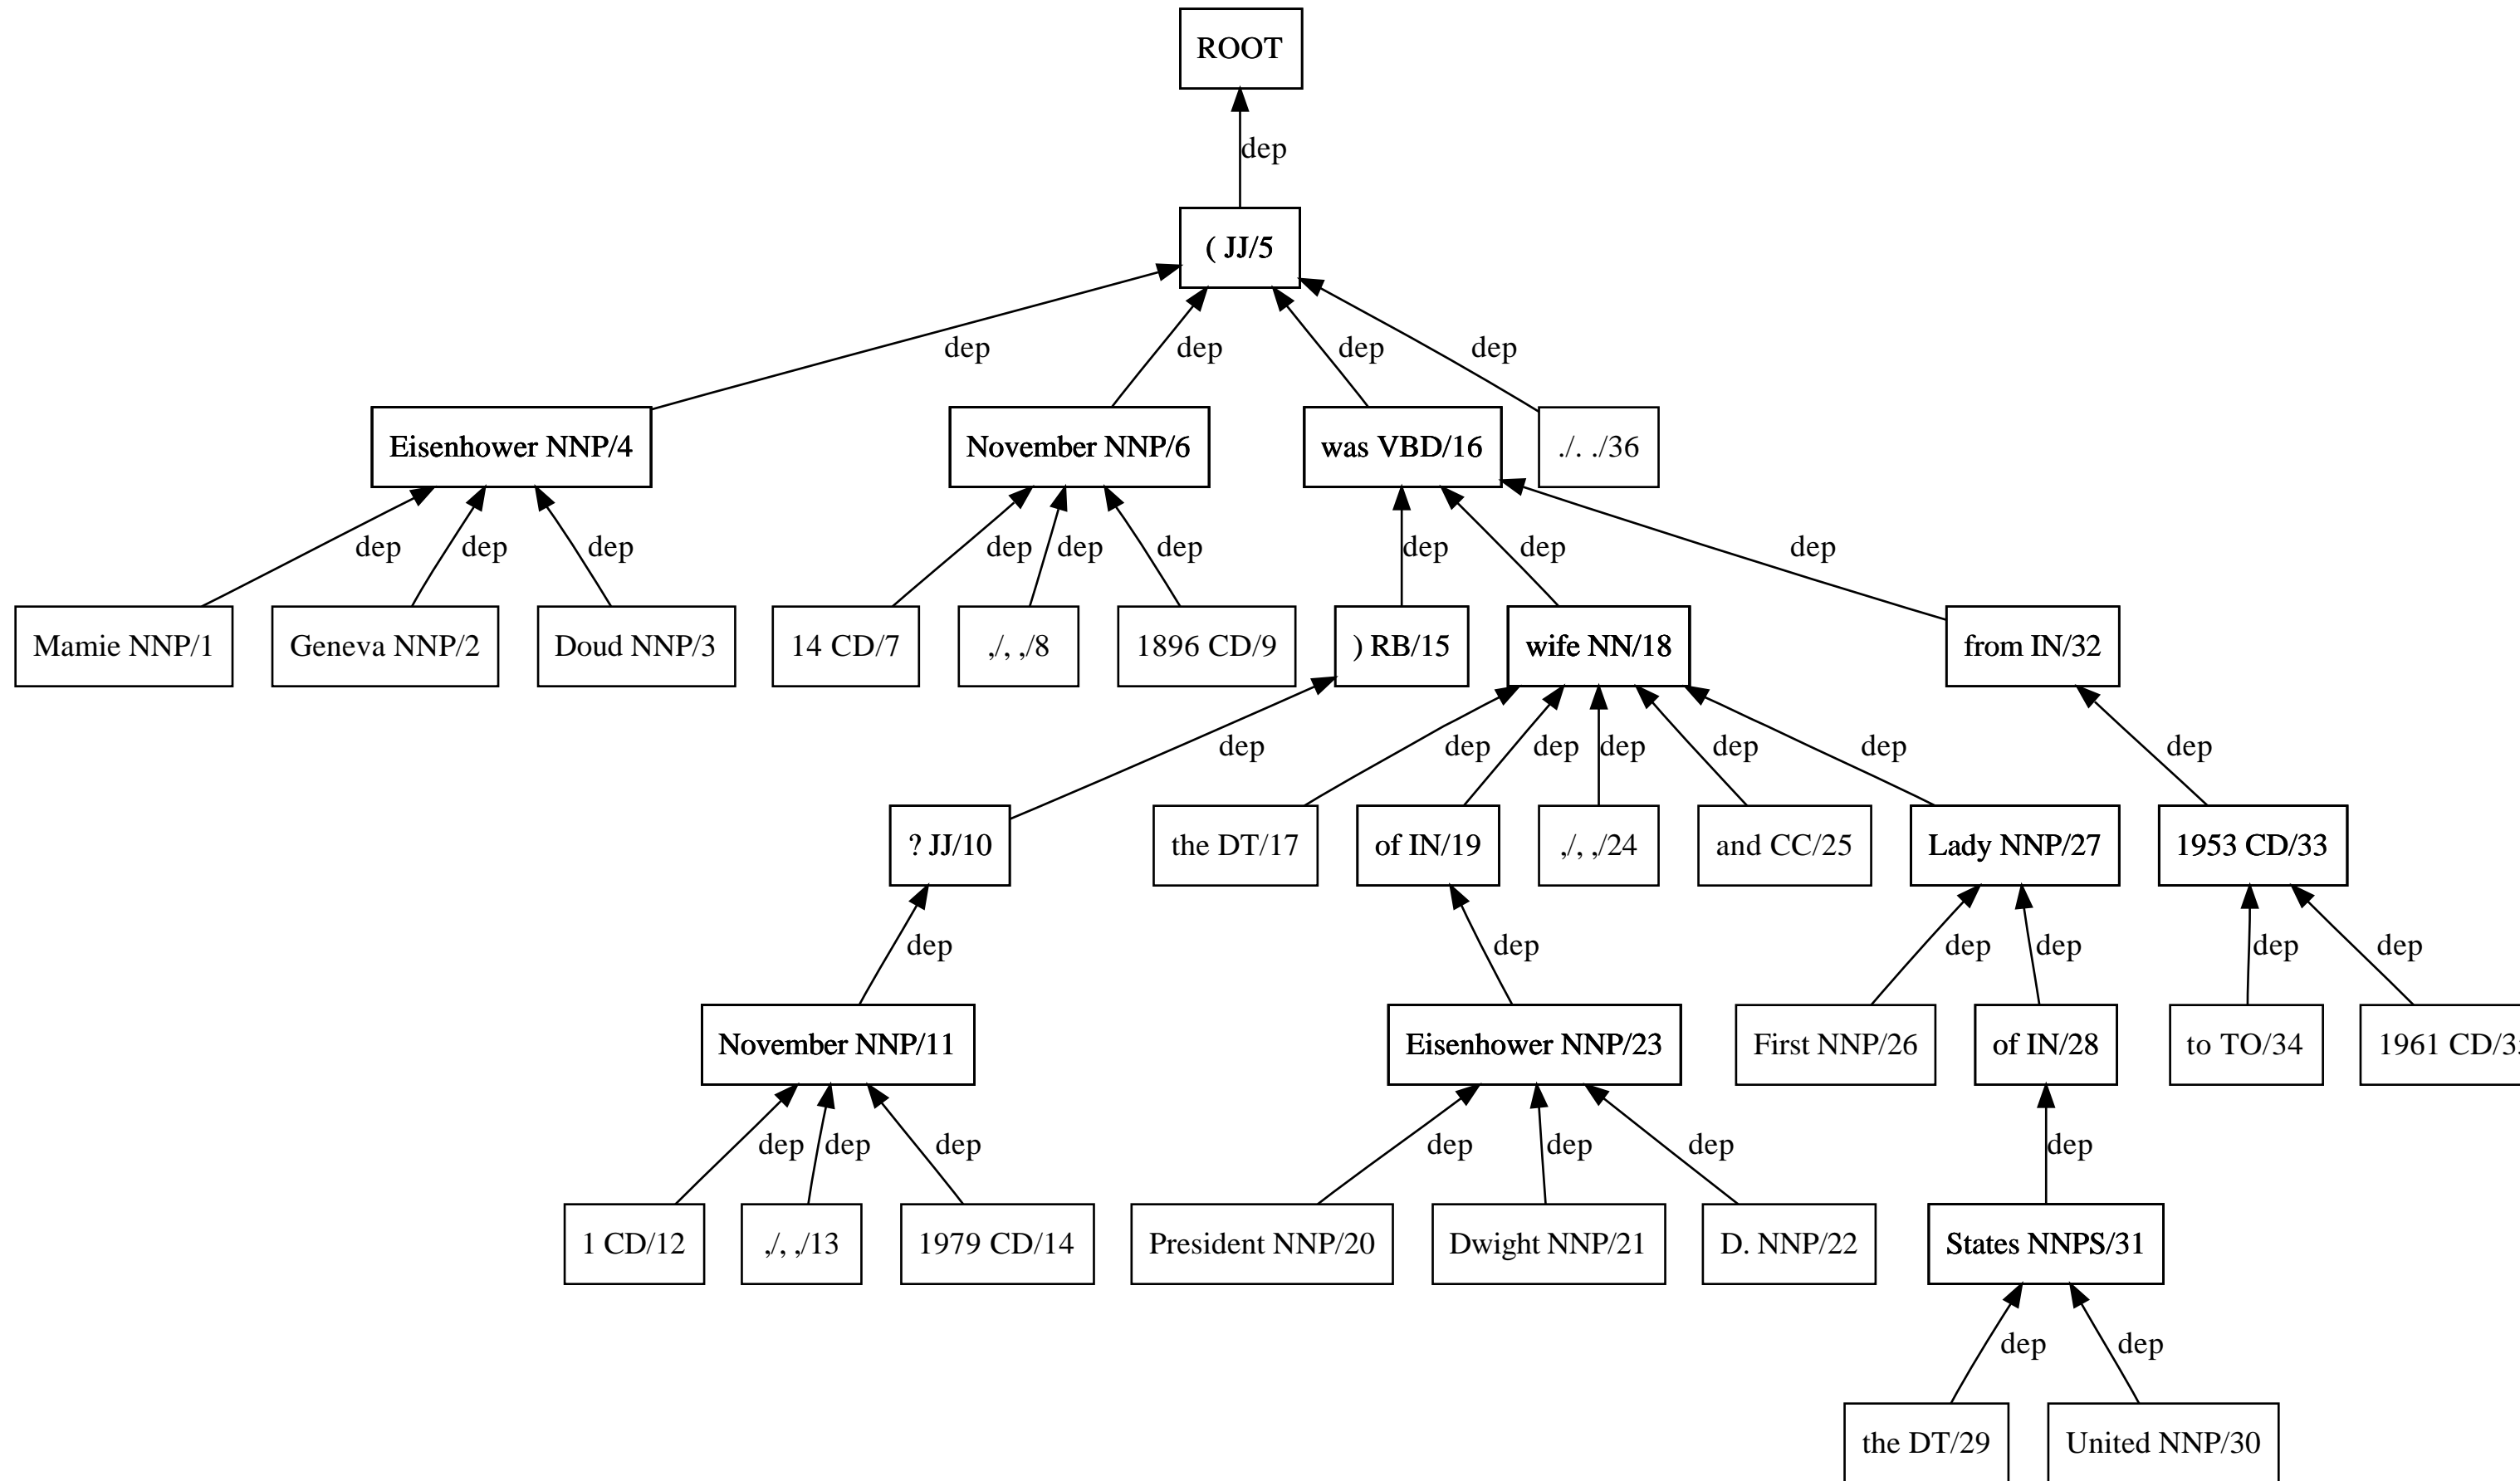 ROOT
dep
( JJ/5
dep dep dep dep
Eisenhower NNP/4 November NNP/6 was VBD/16 ./. ./36
dep dep dep dep dep dep dep dep dep
Mamie NNP/1 Geneva NNP/2 Doud NNP/3 14 CD/7 ,/, ,/8 1896 CD/9 ) RB/15 wife NN/18 from IN/32
dep dep dep dep dep dep dep
? JJ/10 the DT/17 of IN/19 ,/, ,/24 and CC/25 Lady NNP/27 1953 CD/33
dep dep dep dep dep dep
November NNP/11 Eisenhower NNP/23 First NNP/26 of IN/28 to TO/34 1961 CD/3
dep dep dep dep dep dep dep
1 CD/12 ,/, ,/13 1979 CD/14 President NNP/20 Dwight NNP/21 D. NNP/22 States NNPS/31
dep dep
the DT/29 United NNP/30